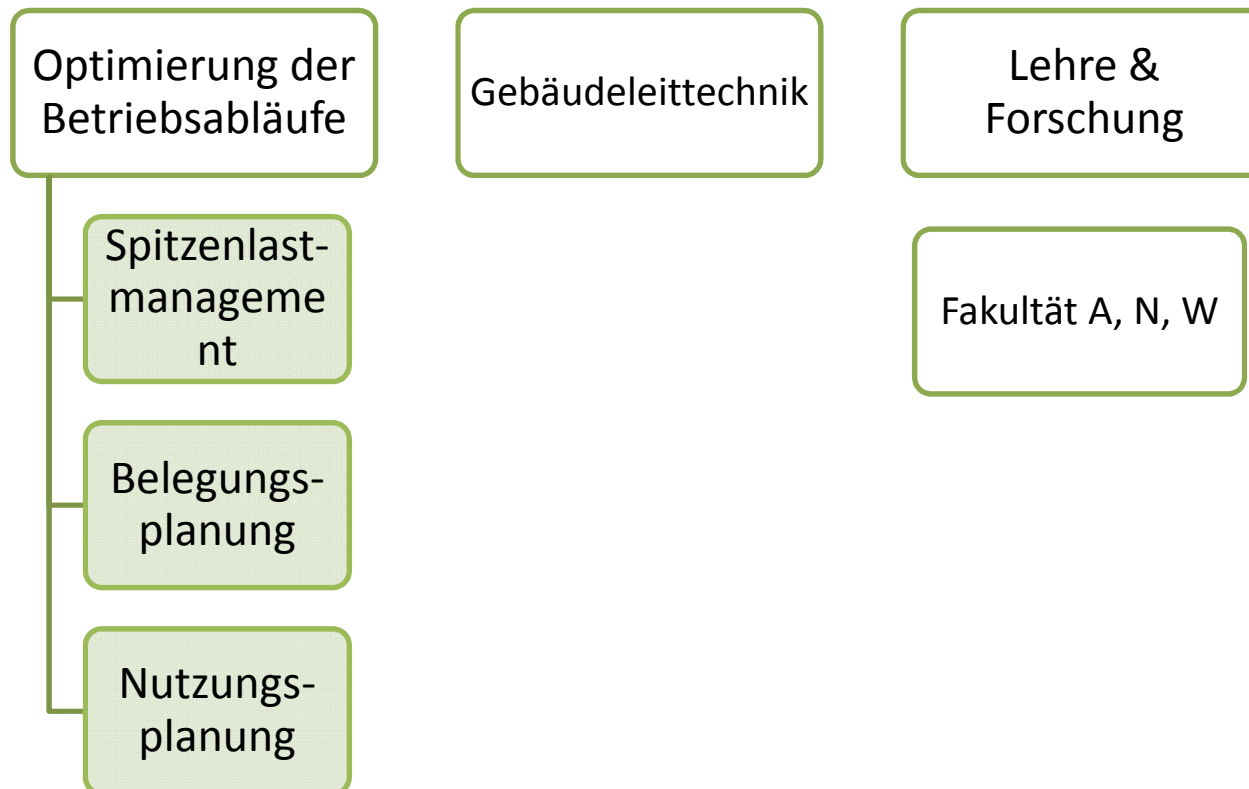 Optimierung der
Betriebsabläufe
Spitzenlast-
manageme
nt
Belegungs-
planung
Nutzungs-
planung
Gebäudeleittechnik
Lehre &
Forschung
Fakultät A, N, W